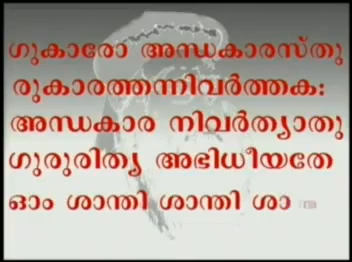 ഗുകാരോ അന്ധകാരസ്തു
രുകാരത്തന്നിവർത്തക:
അന്ധകാര നിവർത്യാതു
ഗുരുരിത്യ അഭിധീയതേ
ഓം ശാന്തി ശാന്തി ശാ